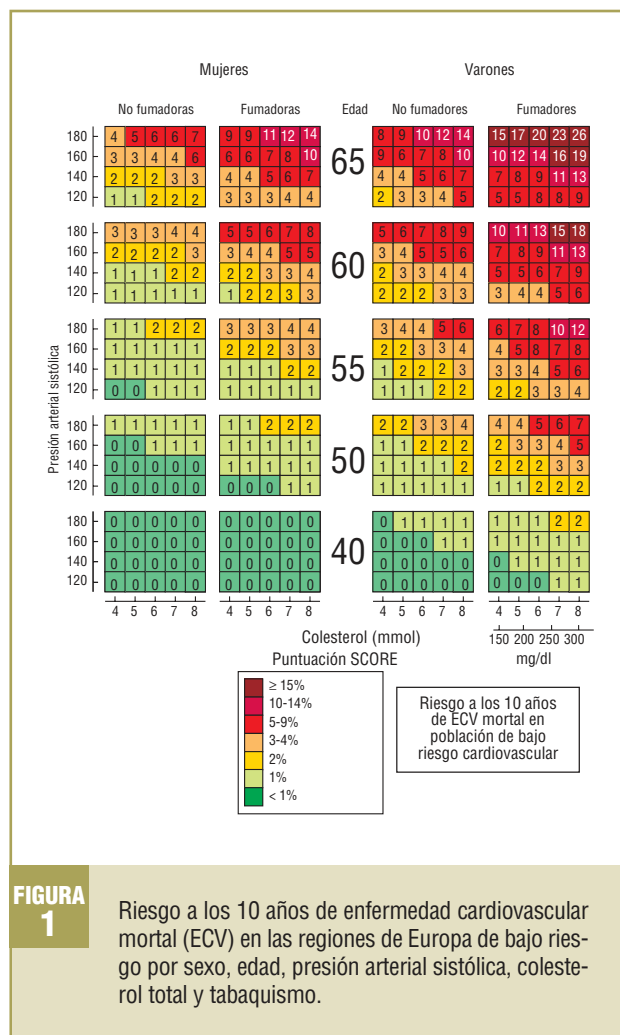 Mujeres Varones
No fumadoras Fumadoras Edad No fumadores Fumadores
Presión arterial sistólica
180 4 5 6 6 7 9 9 11 12 14 8 9 10 12 14 15 17 20 23 26
160 3 3 4 4 6 6 6 7 8 10 65 9 6 7 8 10 10 12 14 16 19
140 2 2 2 3 3 4 4 5 6 7 4 4 5 6 7 7 8 9 11 13
120 1 1 2 2 2 3 3 3 4 4 2 3 3 4 5 5 5 8 8 9
180 3 3 3 4 4 5 5 6 7 8 5 6 7 8 9 10 11 13 15 18
160 2 2 2 2 3 3 4 4 5 5 60 3 4 5 5 6 7 8 9 11 13
140 1 1 1 2 2 2 2 3 3 4 2 3 3 4 4 5 5 6 7 9
120 1 1 1 1 1 1 2 2 3 3 2 2 2 3 3 3 4 4 5 6
180 1 1 2 2 2 3 3 3 4 4 3 4 4 5 6 6 7 8 10 12
160 1 1 1 1 1 2 2 2 3 3 55 2 2 3 3 4 4 5 8 7 8
140 1 1 1 1 1 1 1 1 2 2 1 2 2 2 3 3 3 4 5 6
120 0 0 1 1 1 1 1 1 1 1 1 1 1 2 2 2 2 3 3 4
180 1 1 1 1 1 1 1 2 2 2 2 2 3 3 4 4 4 5 6 7
160 0 0 1 1 1 1 1 1 1 1 50 1 1 2 2 2 2 3 3 4 5
140 0 0 0 0 0 1 1 1 1 1 1 1 1 1 2 2 2 2 3 3
120 0 0 0 0 0 0 0 0 1 1 1 1 1 1 1 1 1 2 2 2
180 0 0 0 0 0 0 0 0 0 0 0 1 1 1 1 1 1 1 2 2
160 0 0 0 0 0 0 0 0 0 0 40 0 0 0 1 1 1 1 1 1 1
140 0 0 0 0 0 0 0 0 0 0 0 0 0 0 0 0 1 1 1 1
120 0 0 0 0 0 0 0 0 0 0 0 0 0 0 0 0 0 0 1 1
4 5 6 7 8 4 5 6 7 8 4 5 6 7 8 4 5 6 7 8
Colesterol (mmol) 150 200 250 300
Puntuación SCORE mg/dl
≥ 15%
10-14%
5-9%
3-4%
2%
1%
< 1%
Riesgo a los 10 años
de ECV mortal en
población de bajo
riesgo cardiovascular
FIGURA
1
Riesgo a los 10 años de enfermedad cardiovascular
mortal (ECV) en las regiones de Europa de bajo ries-
go por sexo, edad, presión arterial sistólica, coleste-
rol total y tabaquismo.